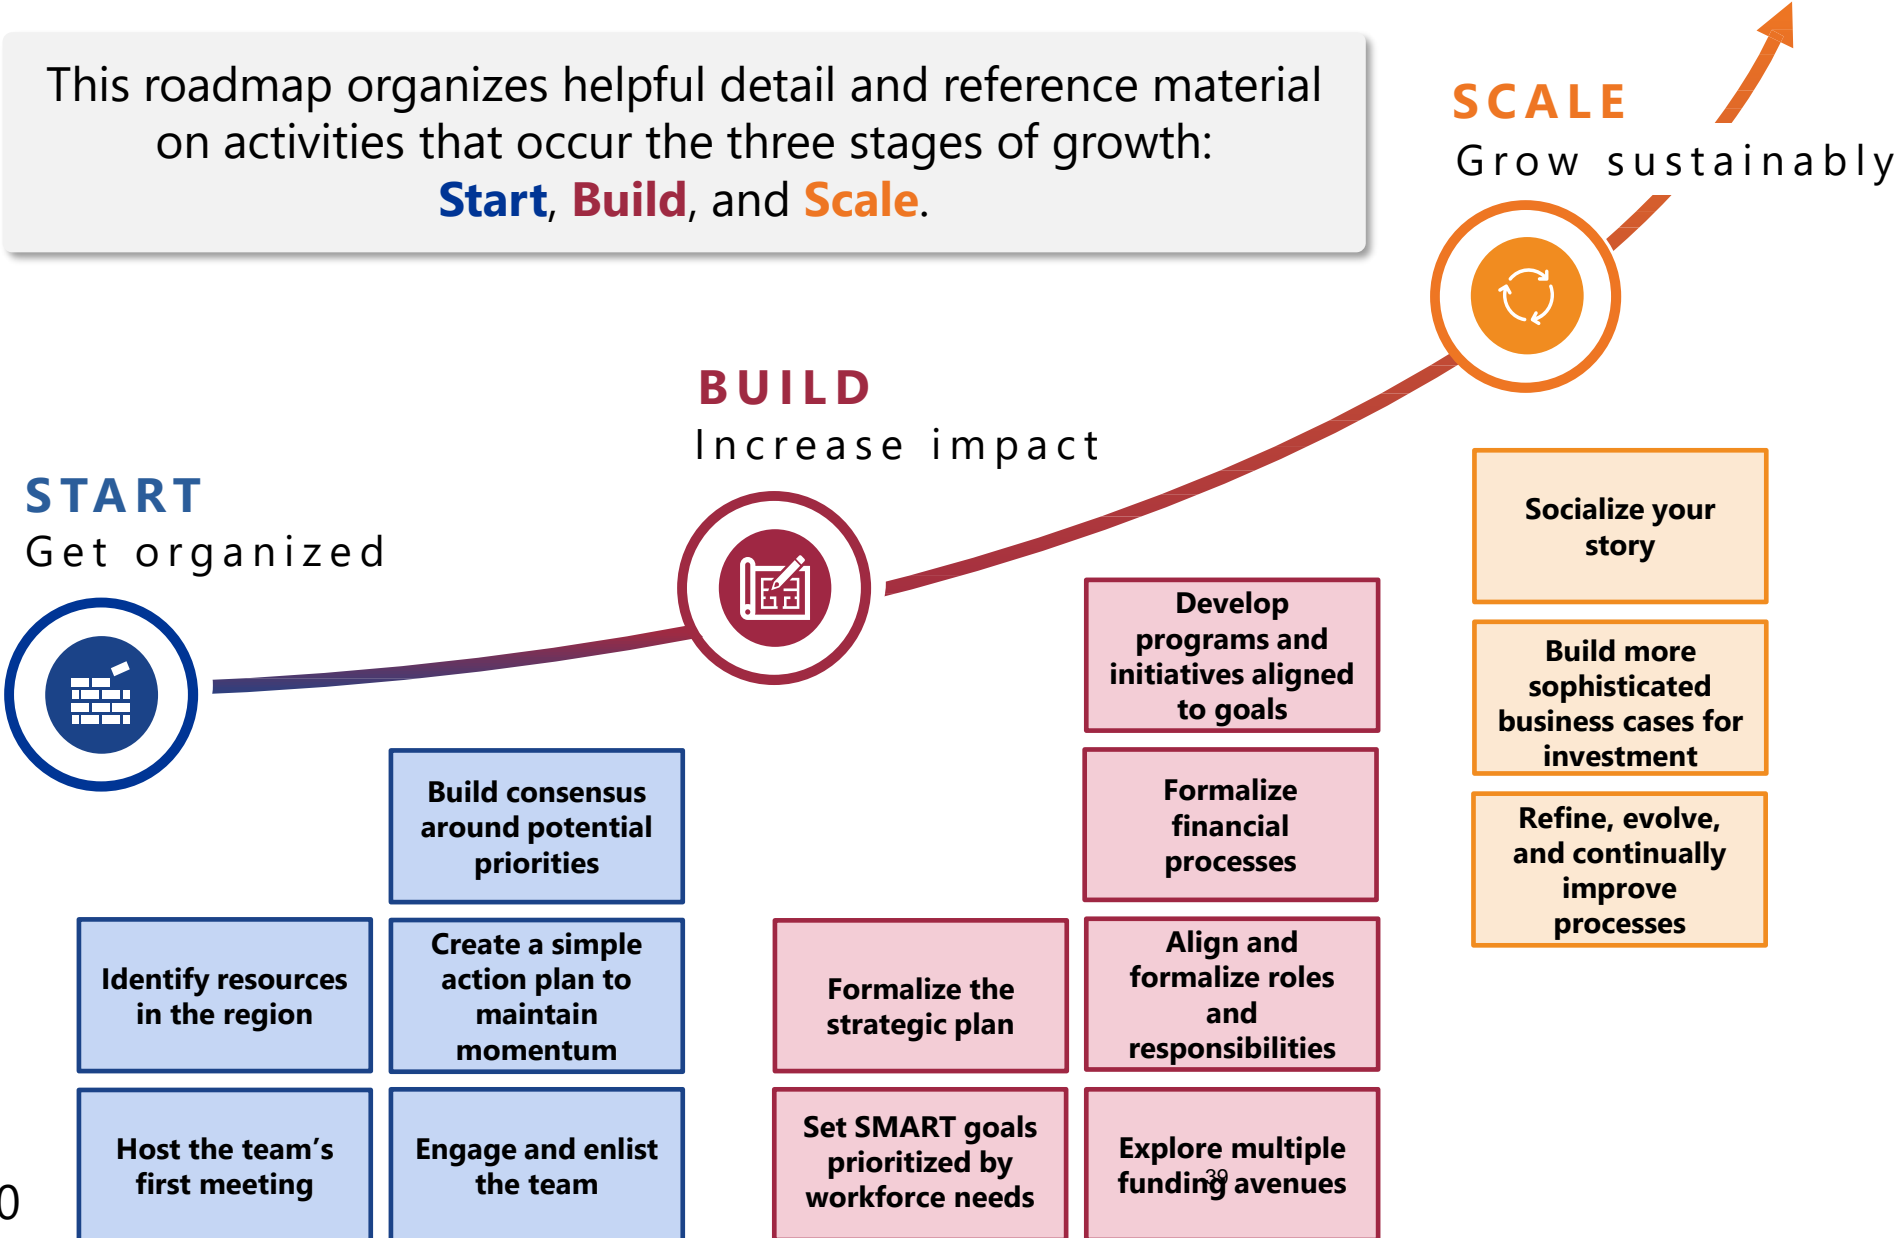 This roadmap organizes helpful detail and reference material
on activities that occur the three stages of growth:
Start, Build, and Scale.
SCALE
Grow sustainably
BUILD
Increase impact
START
Get organized
Build consensus
around potential
priorities
Identify resources
in the region
Create a simple
action plan to
maintain
momentum
Host the team's
first meeting
Engage and enlist
the team
Develop
programs and
initiatives aligned
to goals
Formalize
financial
processes
Formalize the
strategic plan
Align and
formalize roles
and
responsibilities
Set SMART goals
prioritized by
workforce needs
Explore multiple
funding avenues
Socialize your
story
Build more
sophisticated
business cases for
investment
Refine, evolve,
and continually
improve
processes
39
0